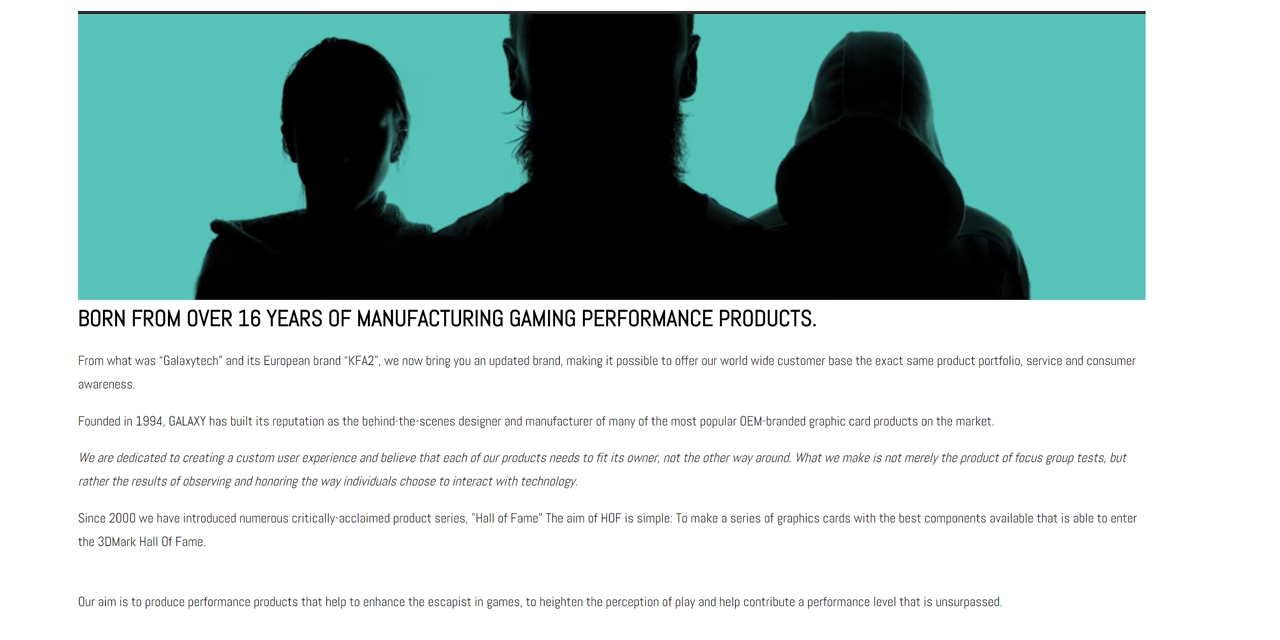 BORN FROM OVER 16 YEARS OF MANUFACTURING GAMING PERFORMANCE PRODUCTS.
From what was “Galaxytech” and its European brand “KFA2”, we now bring you an updated brand, making it possible to offer our world wide customer base the exact same product portfolio, service and consumer
awareness.
Founded in 1994, GALAXY has built its reputation as the behind-the-scenes designer and manufacturer of many of the most popular OEM-branded graphic card products on the market.
We are dedicated to creating a custom user experience and believe that each of our products needs to fit its owner, not the other way around. What we make is not merely the product of focus group tests, but
rather the results of observing and honoring the way individuals choose to interact with technology.
Since 2000 we have introduced numerous critically-acclaimed product series, "Hall of Fame" The aim of HOF is simple: To make a series of graphics cards with the best components available that is able to enter
the 3DMark Hall Of Fame.
Our aim is to produce performance products that help to enhance the escapist in games, to heighten the perception of play and help contribute a performance level that is unsurpassed.